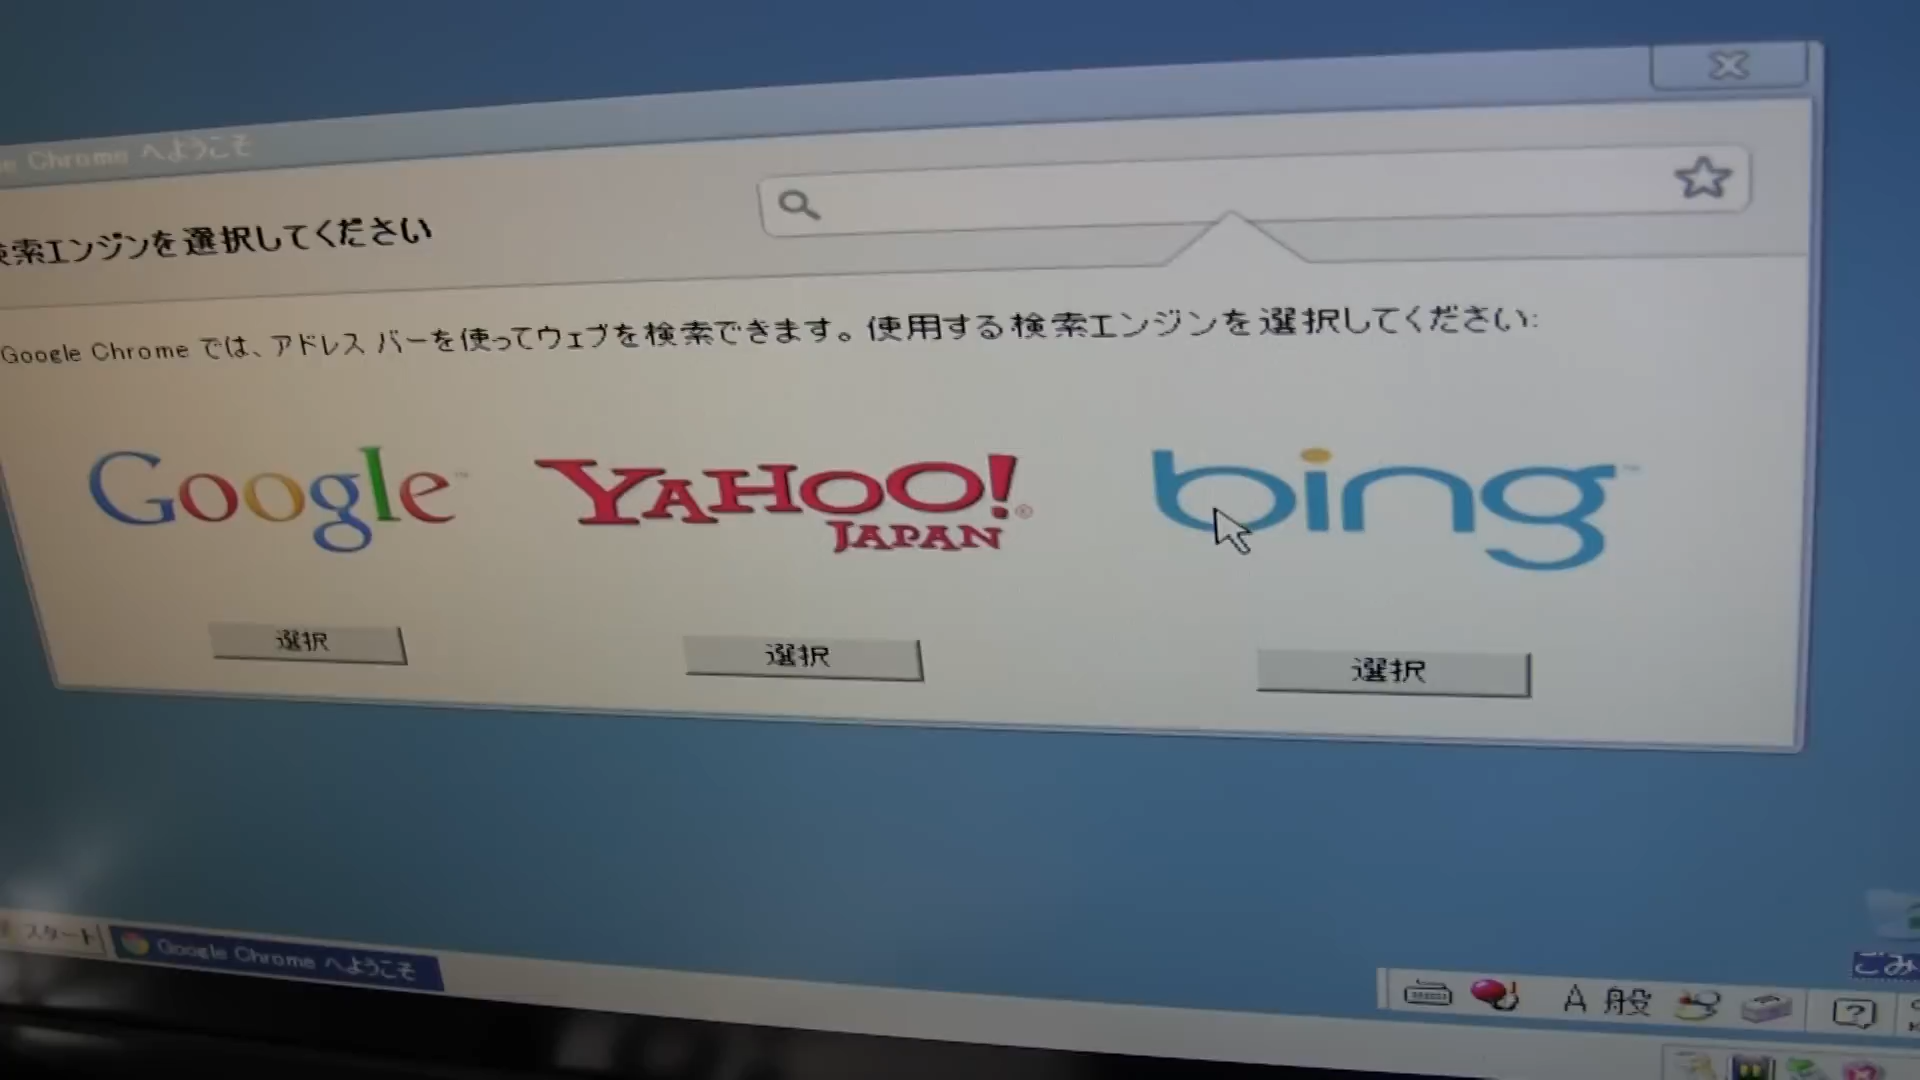 e Chrome へようこそ
索エンジンを選択してください
Google Chrome では、アドレス バーを使ってウェブを検索できます。使用する検索エンジンを選択してください:
Google™ YAHOO!® JAPAN bing™
選択 選択 選択
スタート Google Chrome へようこそ
ごみ
A 般